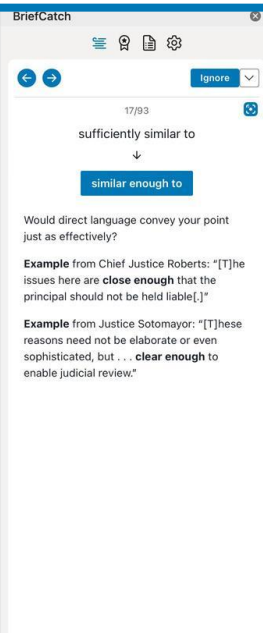 BriefCatch
Ignore
17/93
sufficiently similar to
↓
similar enough to
Would direct language convey your point
just as effectively?
Example from Chief Justice Roberts: “[T]he
issues here are close enough that the
principal should not be held liable[.]”
Example from Justice Sotomayor: “[T]hese
reasons need not be elaborate or even
sophisticated, but . . . clear enough to
enable judicial review.”